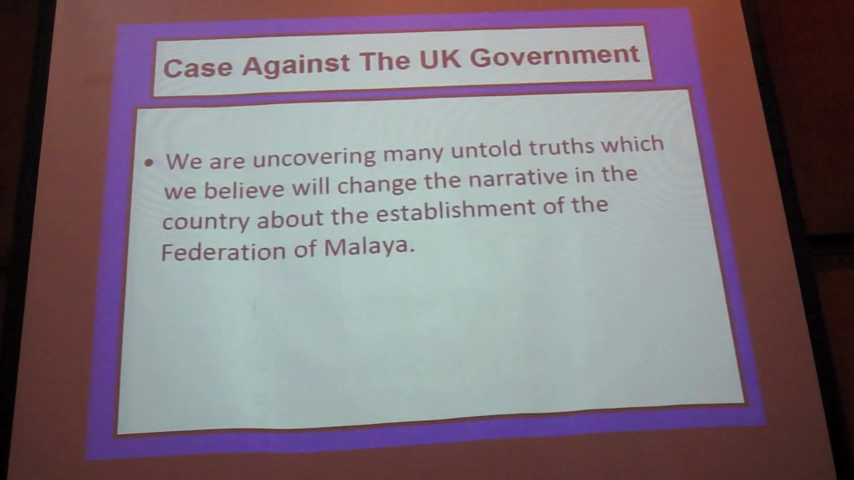 Case Against The UK Government
• We are uncovering many untold truths which
we believe will change the narrative in the
country about the establishment of the
Federation of Malaya.